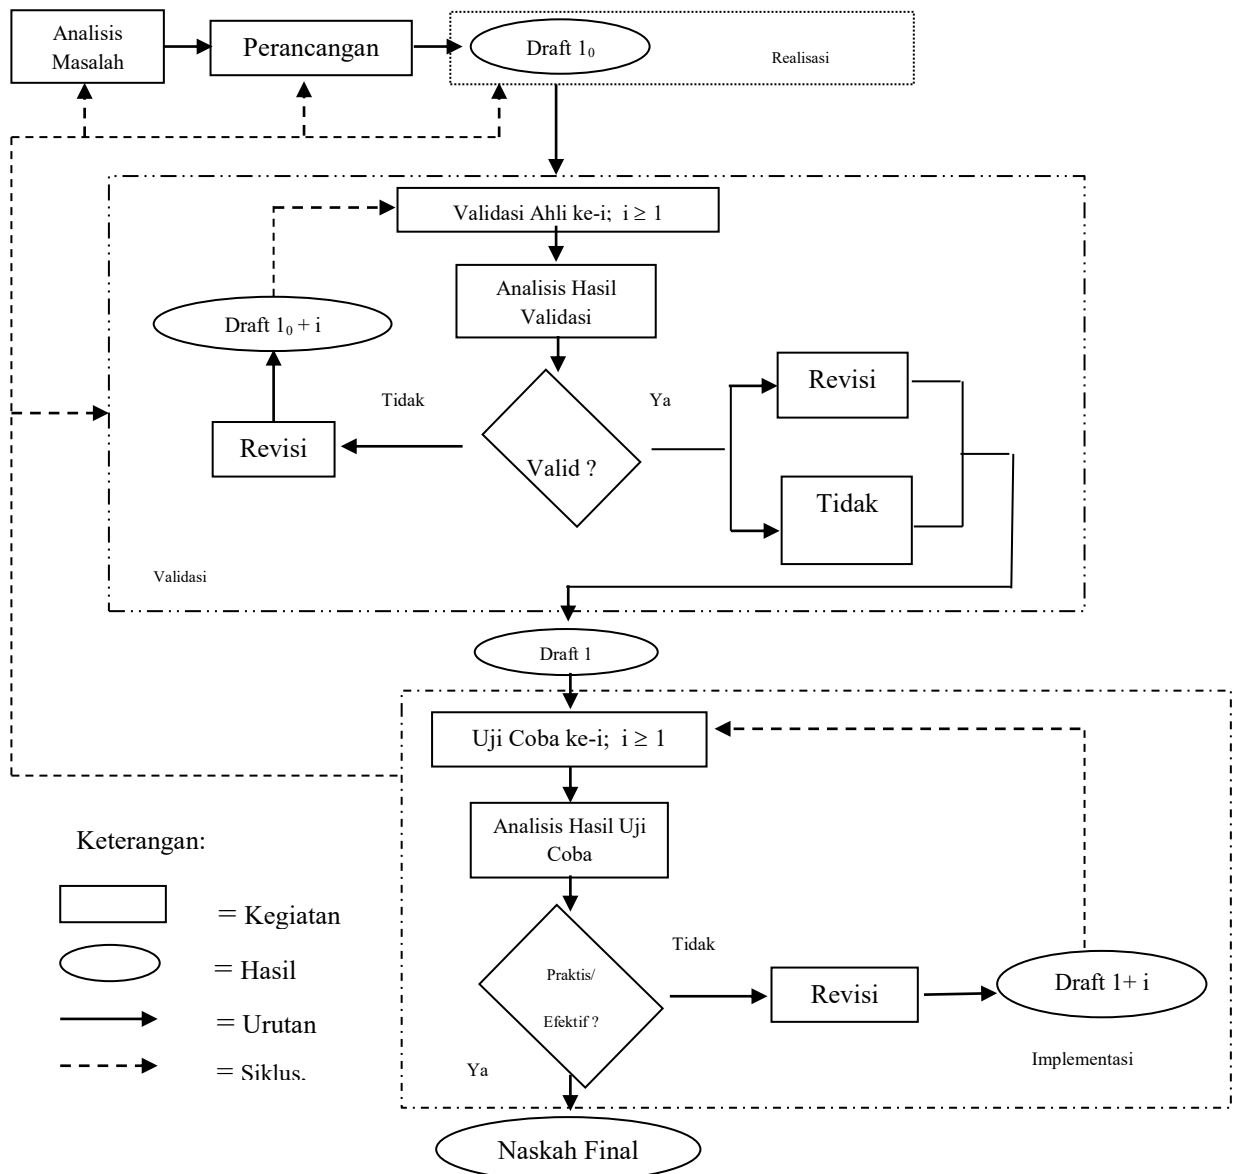 Analisis
Masalah
Perancangan
Draft 1₀
Realisasi
Validasi Ahli ke-i; i ≥ 1
Analisis Hasil
Validasi
Draft 1₀ + i
Revisi
Tidak
Ya
Revisi
Valid ?
Tidak
Validasi
Draft 1
Uji Coba ke-i; i ≥ 1
Analisis Hasil Uji
Coba
Keterangan:
= Kegiatan
= Hasil
= Urutan
= Siklus.
Tidak
Praktis/
Efektif ?
Revisi
Draft 1+ i
Implementasi
Ya
Naskah Final